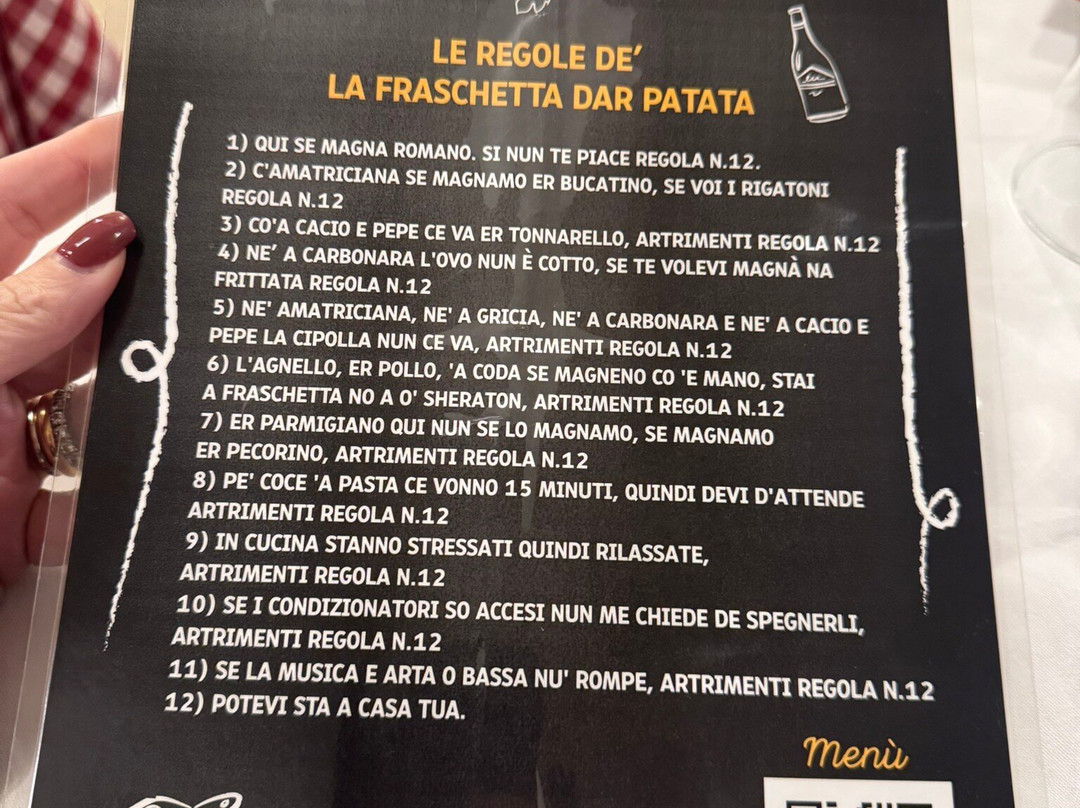 LE REGOLE DE'
LA FRASCHETTA DAR PATATA
1) QUI SE MAGNA ROMANO. SI NUN TE PIACE REGOLA N.12.
2) C'AMATRICIANA SE MAGNAMO ER BUCATINO, SE VOI I RIGATONI
REGOLA N.12
3) CO'A CACIO E PEPE CE VA ER TONNARELLO, ARTRIMENTI REGOLA N.12
4) NE' A CARBONARA L'OVO NUN È COTTO, SE TE VOLEVI MAGNÀ NA
FRITTATA REGOLA N.12
5) NE' AMATRICIANA, NE' A GRICIA, NE' A CARBONARA E NE' A CACIO E
PEPE LA CIPOLLA NUN CE VA, ARTRIMENTI REGOLA N.12
6) L'AGNELLO, ER POLLO, 'A CODA SE MAGNENO CO 'E MANO, STAI
A FRASCHETTA NO A O' SHERATON, ARTRIMENTI REGOLA N.12
7) ER PARMIGIANO QUI NUN SE LO MAGNAMO, SE MAGNAMO
ER PECORINO, ARTRIMENTI REGOLA N.12
8) PE' COCE 'A PASTA CE VONNO 15 MINUTI, QUINDI DEVI D'ATTENDE
ARTRIMENTI REGOLA N.12
9) IN CUCINA STANNO STRESSATI QUINDI RILASSATE,
ARTRIMENTI REGOLA N.12
10) SE I CONDIZIONATORI SO ACCESI NUN ME CHIEDE DE SPEGNERLI,
ARTRIMENTI REGOLA N.12
11) SE LA MUSICA E ARTA O BASSA NU' ROMPE, ARTRIMENTI REGOLA N.12
12) POTEVI STA A CASA TUA.
Menù